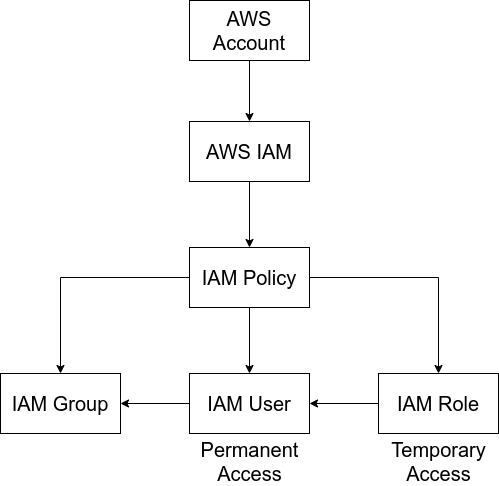 AWS
Account
AWS IAM
IAM Policy
IAM Group
IAM User
IAM Role
Permanent
Access
Temporary
Access